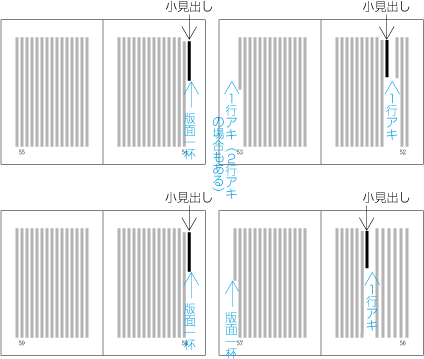 小見出し
小見出し
版面一杯
1行アキ(2行アキ
の場合もある)
1行アキ
55
54
53
52
小見出し
小見出し
版面一杯
版面一杯
1行アキ
59
58
57
56